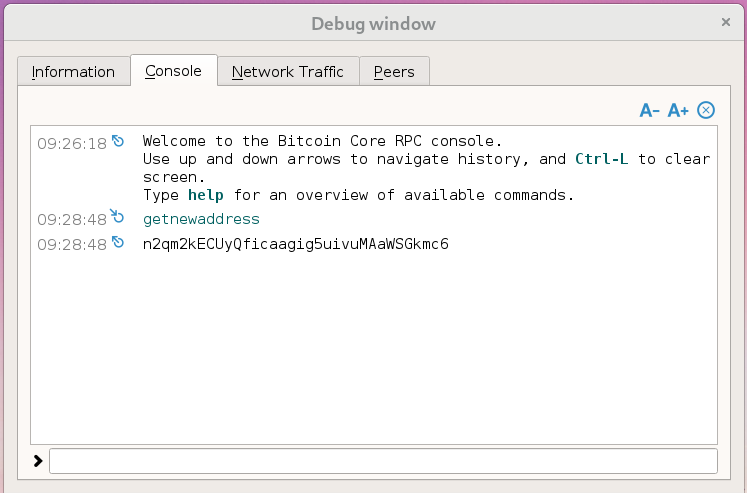 Debug window
×
Information Console Network Traffic Peers
A- A+
09:26:18 Welcome to the Bitcoin Core RPC console.
Use up and down arrows to navigate history, and Ctrl-L to clear
screen.
Type help for an overview of available commands.
09:28:48 getnewaddress
09:28:48 n2qm2kECUyQficaagig5uivuMAaWSGkmc6